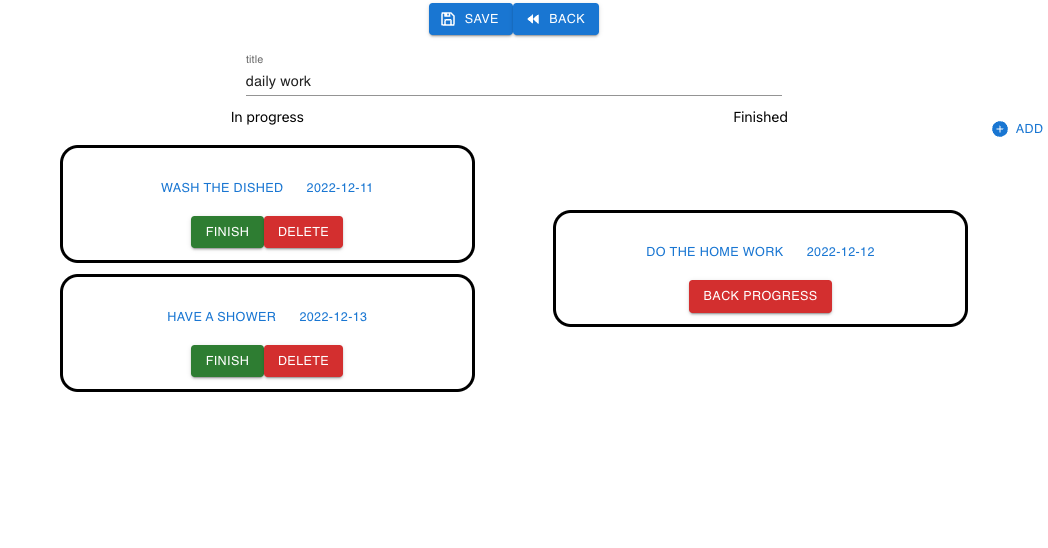 SAVE BACK
title
daily work
In progress Finished
ADD
WASH THE DISHED 2022-12-11
FINISH DELETE
DO THE HOME WORK 2022-12-12
BACK PROGRESS
HAVE A SHOWER 2022-12-13
FINISH DELETE